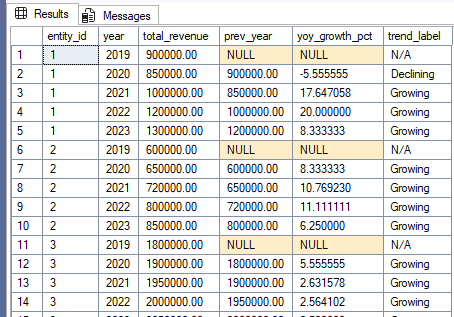 Results Messages
entity_id year total_revenue prev_year yoy_growth_pct trend_label
1 1 2019 900000.00 NULL NULL N/A
2 1 2020 850000.00 900000.00 -5.555555 Declining
3 1 2021 1000000.00 850000.00 17.647058 Growing
4 1 2022 1200000.00 1000000.00 20.000000 Growing
5 1 2023 1300000.00 1200000.00 8.333333 Growing
6 2 2019 600000.00 NULL NULL N/A
7 2 2020 650000.00 600000.00 8.333333 Growing
8 2 2021 720000.00 650000.00 10.769230 Growing
9 2 2022 800000.00 720000.00 11.111111 Growing
10 2 2023 850000.00 800000.00 6.250000 Growing
11 3 2019 1800000.00 NULL NULL N/A
12 3 2020 1900000.00 1800000.00 5.555555 Growing
13 3 2021 1950000.00 1900000.00 2.631578 Growing
14 3 2022 2000000.00 1950000.00 2.564102 Growing